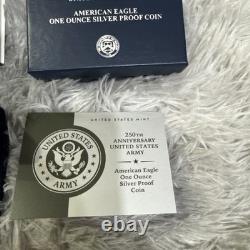 AMERICAN EAGLE
ONE OUNCE SILVER PROOF COIN
UNITED STATES MINT
250TH
ANNIVERSARY
UNITED STATES
ARMY
American Eagle
One Ounce
Silver Proof
Coin
UNITED STATES
ARMY